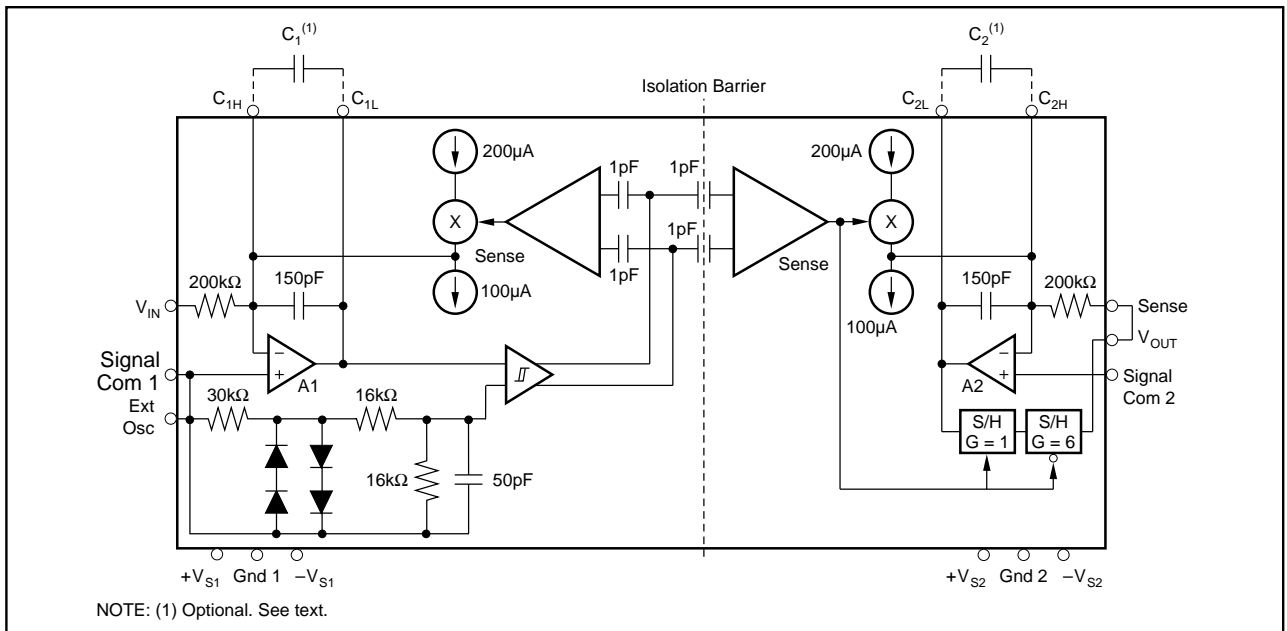 C1(1)
C2(1)
Isolation Barrier
C1H
C1L
C2L
C2H
200µA
1pF
1pF
200µA
X
X
Sense
1pF
1pF
Sense
200kΩ
150pF
100µA
150pF
200kΩ
Sense
VIN
100µA
VOUT
–
+
A1
–
+
A2
Signal
Com 1
Signal
Com 2
Ext
Osc
30kΩ
16kΩ
S/H
G = 1
S/H
G = 6
16kΩ
50pF
+VS1
Gnd 1
–VS1
+VS2
Gnd 2
–VS2
NOTE: (1) Optional. See text.